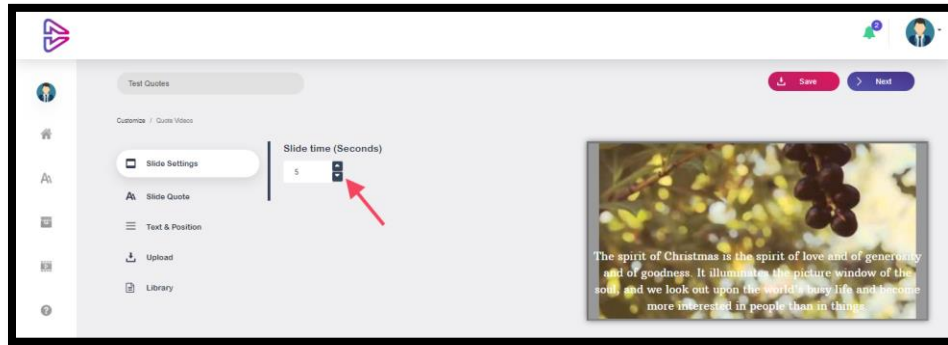 2
Test Quotes
Save
Next
Customize / Quote Videos
Slide Settings
Slide time (Seconds)
5
Slide Quote
Text & Position
Upload
Library
The spirit of Christmas is the spirit of love and of generosity
and of goodness. It illuminates the picture window of the
soul, and we look out upon the world's busy life and become
more interested in people than in things